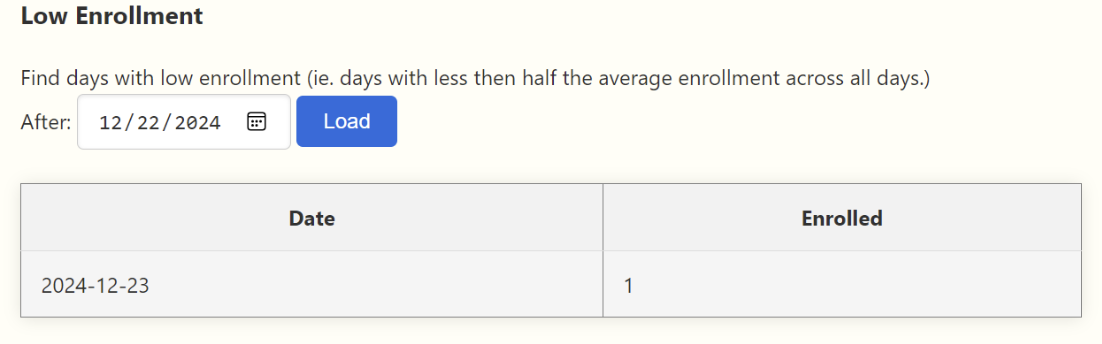 Low Enrollment
Find days with low enrollment (ie. days with less then half the average enrollment across all days.)
After: 12/22/2024 Load
Date Enrolled
2024-12-23 1